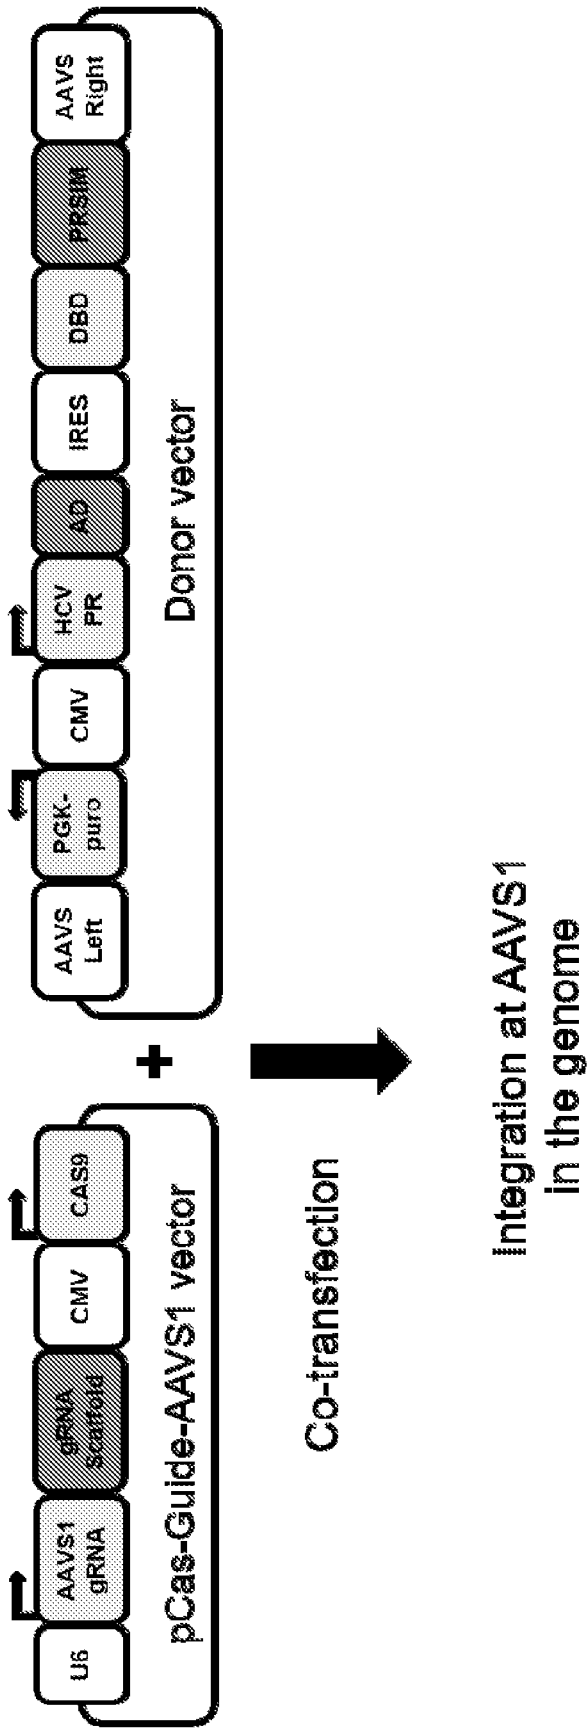 U6
AAVS1
gRNA
gRNA
Scaffold
CMV
CAS9
pCas-Guide-AAVS1 vector
+
AAVS
Left
PGK-
puro
CMV
HCV
PR
AD
IRES
DBD
PRSIM
AAVS
Right
Donor vector
Co-transfection
Integration at AAVS1
in the genome